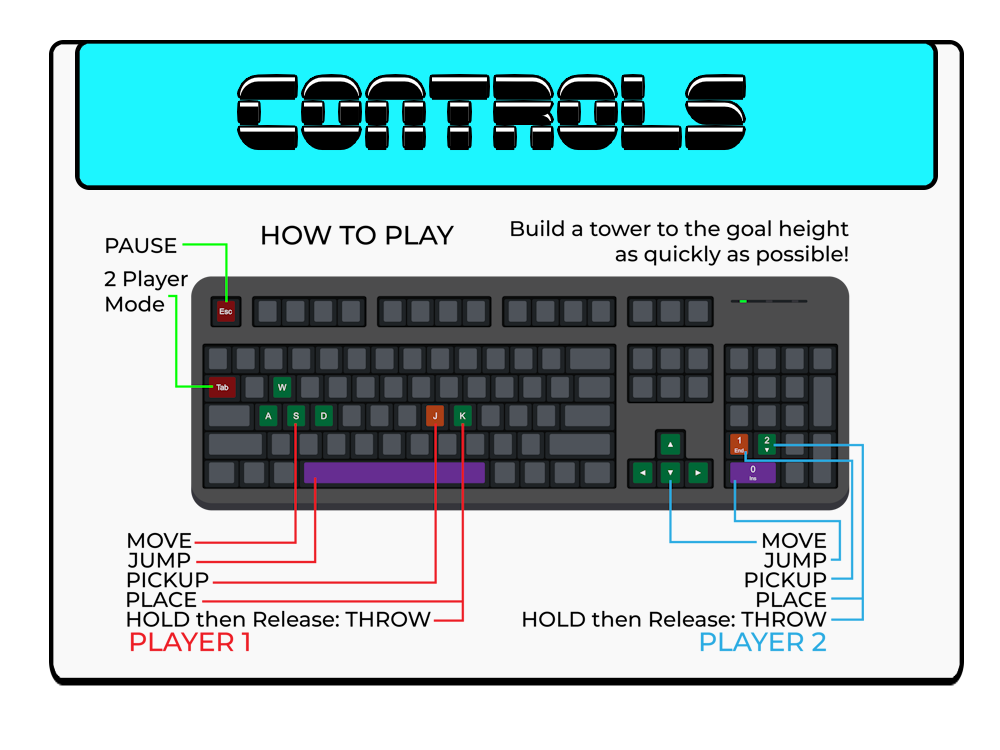 CONTROLS
HOW TO PLAY
Build a tower to the goal height
as quickly as possible!
PAUSE
2 Player
Mode
Esc
Tab
W
A S D J K
1
End
2
▼
▲
◄ ▼ ►
0
Ins
MOVE
JUMP
PICKUP
PLACE
HOLD then Release: THROW
PLAYER 1
MOVE
JUMP
PICKUP
PLACE
HOLD then Release: THROW
PLAYER 2